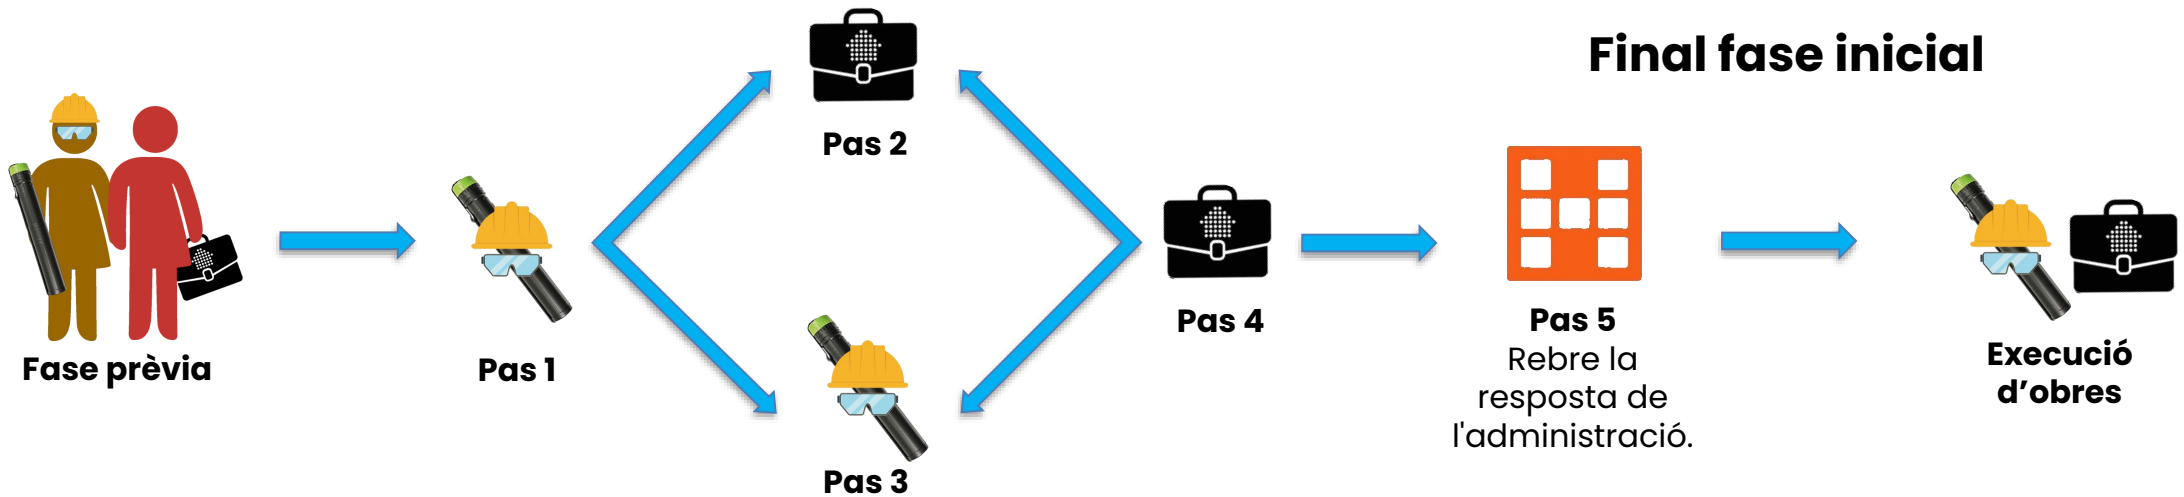 Final fase inicial
Fase prèvia
Pas 1
Pas 2
Pas 3
Pas 4
Pas 5
Rebre la
resposta de
l'administració.
Execució
d’obres